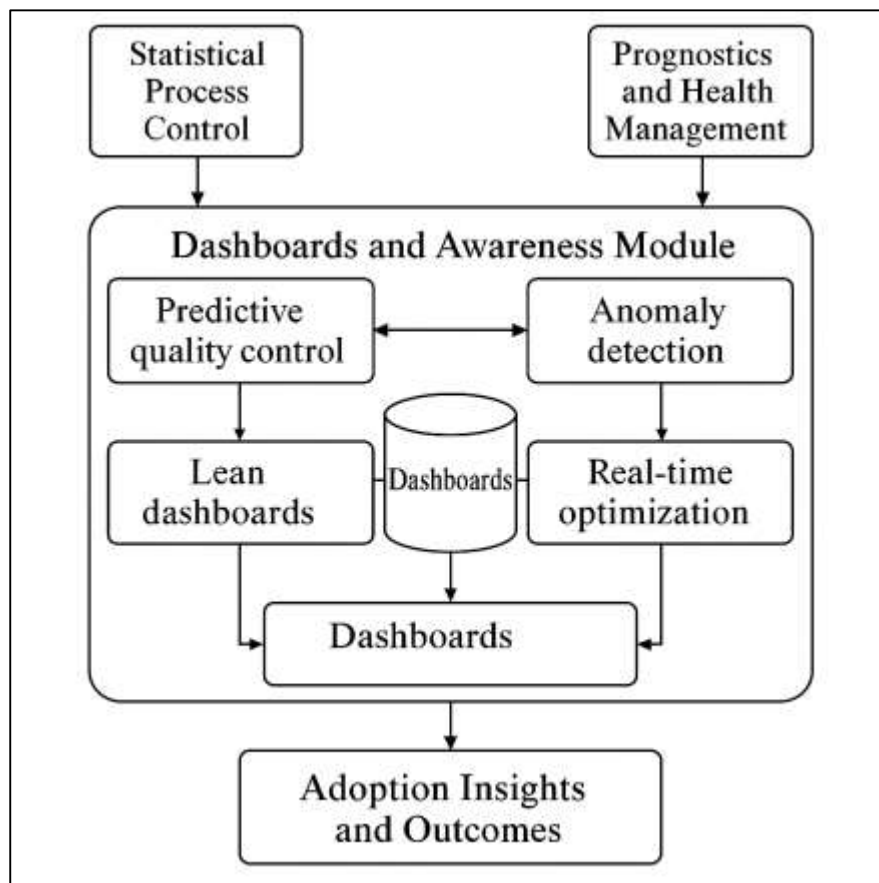 Statistical
Process
Control
Prognostics
and Health
Management
Dashboards and Awareness Module
Predictive
quality control
Anomaly
detection
Lean
dashboards
Dashboards
Real-time
optimization
Dashboards
Adoption Insights
and Outcomes